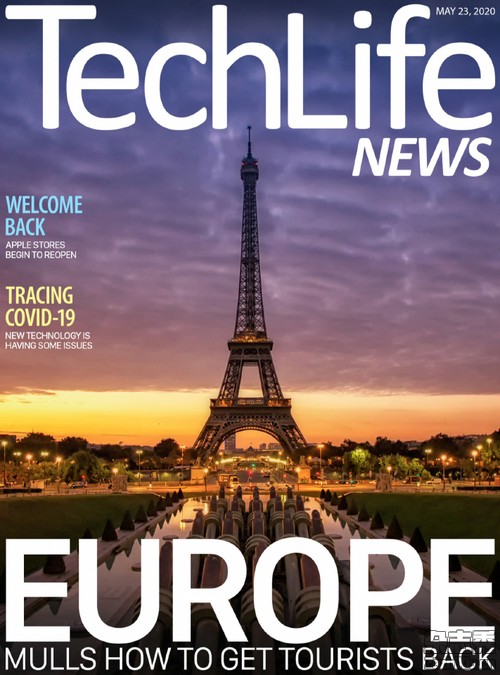 MAY 23, 2020
TechLife
NEWS
WELCOME
BACK
APPLE STORES
BEGIN TO REOPEN
TRACING
COVID-19
NEW TECHNOLOGY IS
HAVING SOME ISSUES
EUROPE
MULLS HOW TO GET TOURISTS BACK